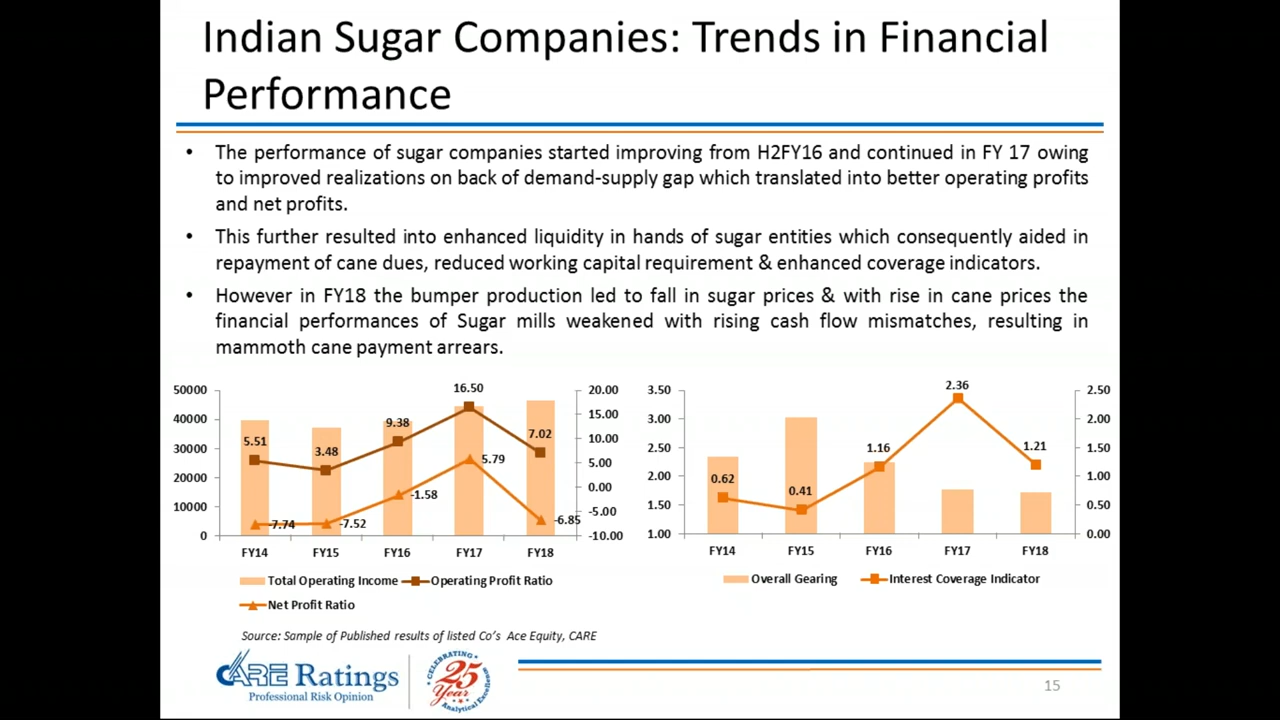 Indian Sugar Companies: Trends in Financial
Performance
• The performance of sugar companies started improving from H2FY16 and continued in FY 17 owing
to improved realizations on back of demand-supply gap which translated into better operating profits
and net profits.
• This further resulted into enhanced liquidity in hands of sugar entities which consequently aided in
repayment of cane dues, reduced working capital requirement & enhanced coverage indicators.
• However in FY18 the bumper production led to fall in sugar prices & with rise in cane prices the
financial performances of Sugar mills weakened with rising cash flow mismatches, resulting in
mammoth cane payment arrears.
50000
40000
30000
20000
10000
0
5.51
3.48
9.38
16.50
7.02
-7.74
-7.52
-1.58
5.79
-6.85
20.00
15.00
10.00
5.00
0.00
-5.00
-10.00
FY14 FY15 FY16 FY17 FY18
Total Operating Income Operating Profit Ratio
Net Profit Ratio
3.50
3.00
2.50
2.00
1.50
1.00
0.62
0.41
1.16
2.36
1.21
2.50
2.00
1.50
1.00
0.50
0.00
FY14 FY15 FY16 FY17 FY18
Overall Gearing Interest Coverage Indicator
Source: Sample of Published results of listed Co's Ace Equity, CARE
CARE Ratings
Professional Risk Opinion
CELEBRATING
25
Year
Analytical Excellence
15